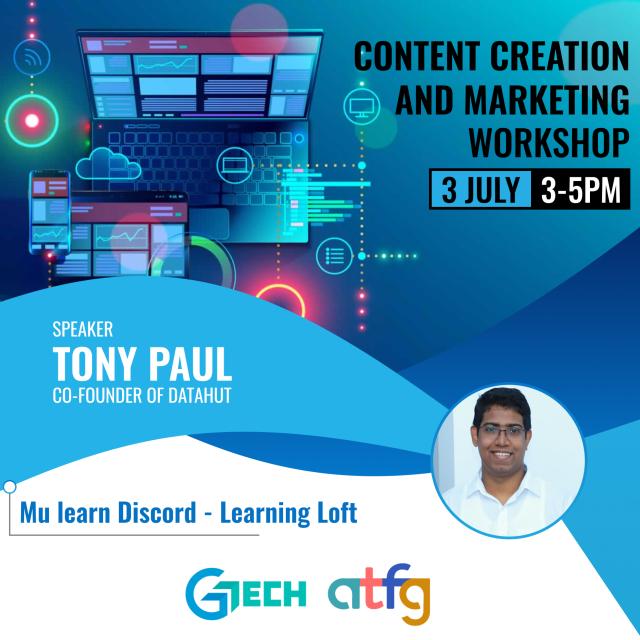 CONTENT CREATION
AND MARKETING
WORKSHOP
3 JULY 3-5PM
SPEAKER
TONY PAUL
CO-FOUNDER OF DATAHUT
Mu learn Discord - Learning Loft
GTECH atfg